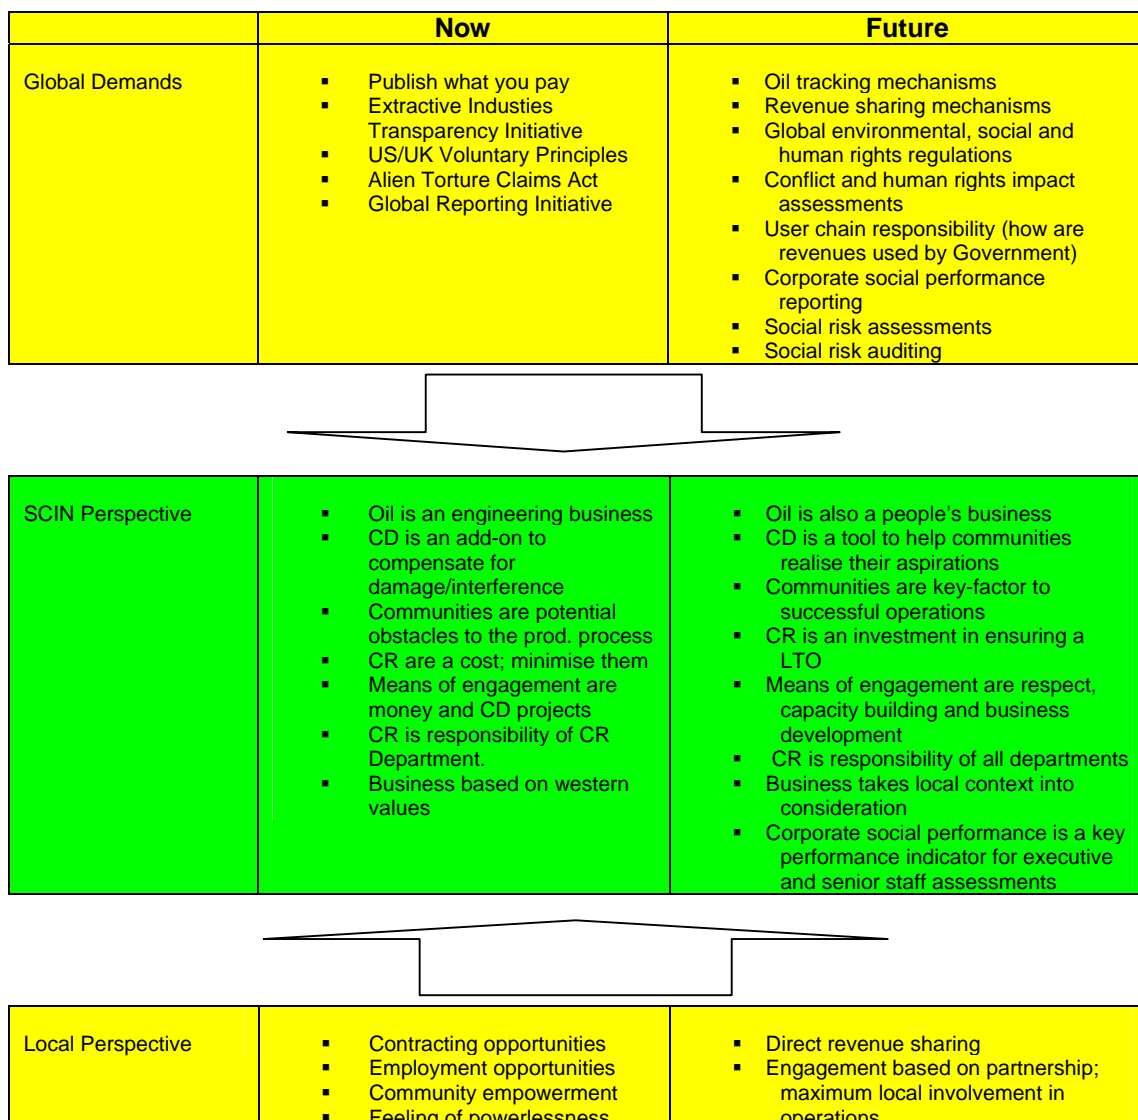 Now
Future
Global Demands
▪ Publish what you pay
▪ Extractive Industies
Transparency Initiative
▪ US/UK Voluntary Principles
▪ Alien Torture Claims Act
▪ Global Reporting Initiative
▪ Oil tracking mechanisms
▪ Revenue sharing mechanisms
▪ Global environmental, social and
human rights regulations
▪ Conflict and human rights impact
assessments
▪ User chain responsibility (how are
revenues used by Government)
▪ Corporate social performance
reporting
▪ Social risk assessments
▪ Social risk auditing
SCIN Perspective
▪ Oil is an engineering business
▪ CD is an add-on to
compensate for
damage/interference
▪ Communities are potential
obstacles to the prod. process
▪ CR are a cost; minimise them
▪ Means of engagement are
money and CD projects
▪ CR is responsibility of CR
Department.
▪ Business based on western
values
▪ Oil is also a people's business
▪ CD is a tool to help communities
realise their aspirations
▪ Communities are key-factor to
successful operations
▪ CR is an investment in ensuring a
LTO
▪ Means of engagement are respect,
capacity building and business
development
▪ CR is responsibility of all departments
▪ Business takes local context into
consideration
▪ Corporate social performance is a key
performance indicator for executive
and senior staff assessments
Local Perspective
▪ Contracting opportunities
▪ Employment opportunities
▪ Community empowerment
▪ Feeling of powerlessness
▪ Direct revenue sharing
▪ Engagement based on partnership;
maximum local involvement in
operations